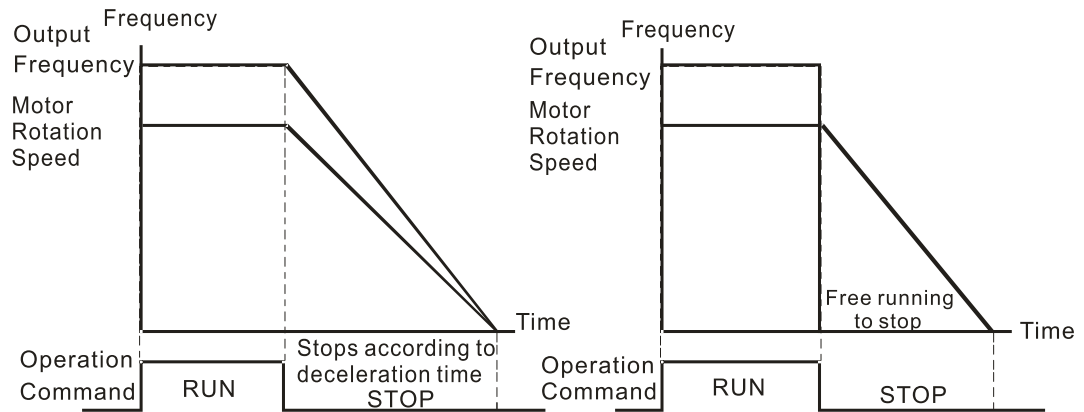 Frequency
Output
Frequency
Motor
Rotation
Speed
Time
Stops according to
deceleration time
Operation
Command
RUN
STOP
Frequency
Output
Frequency
Motor
Rotation
Speed
Free running
to stop
Time
Operation
Command
RUN
STOP